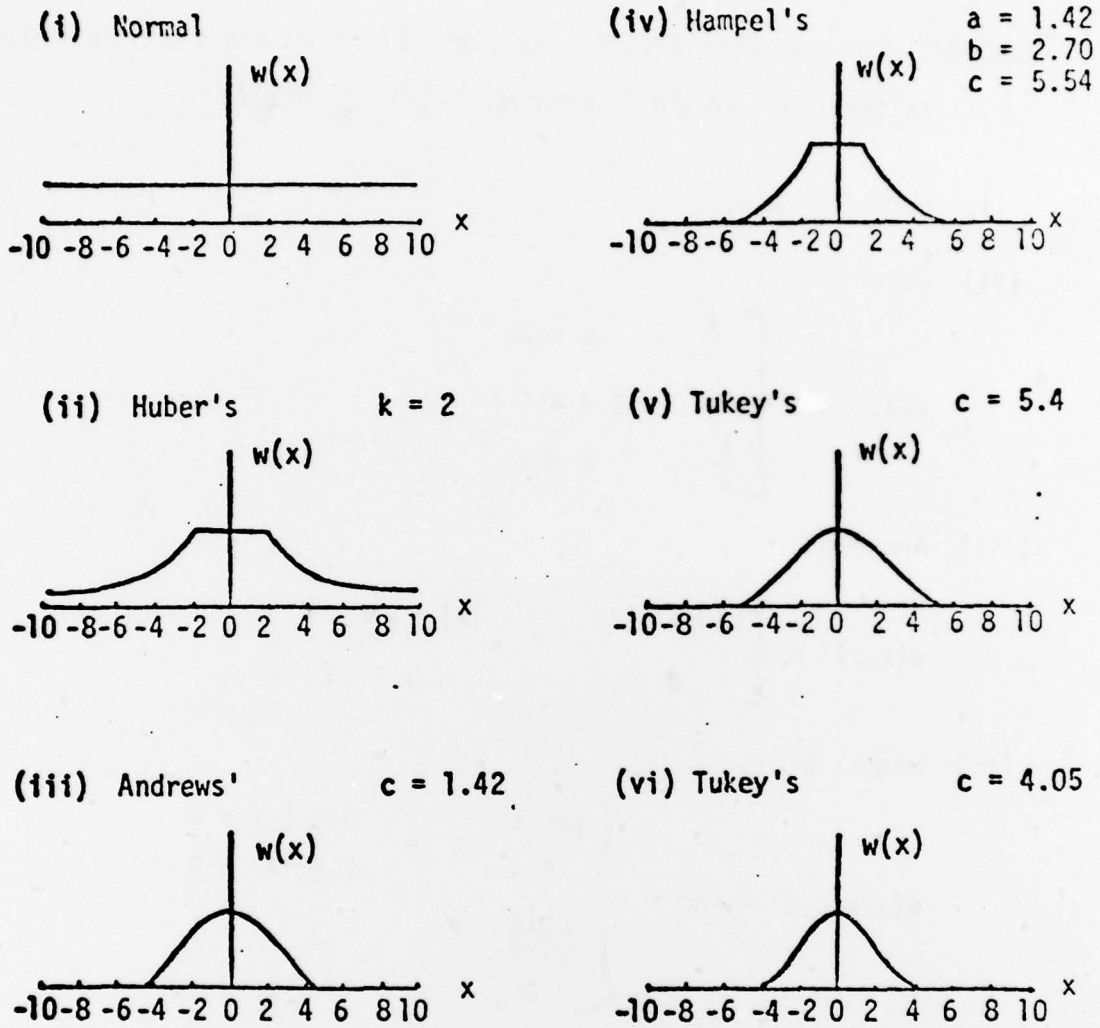 (i) Normal
w(x)
x
-10 -8 -6 -4 -2 0 2 4 6 8 10
(iv) Hampel's
a = 1.42
b = 2.70
c = 5.54
w(x)
x
-10 -8 -6 -4 -2 0 2 4 6 8 10
(ii) Huber's k = 2
w(x)
x
-10 -8 -6 -4 -2 0 2 4 6 8 10
(v) Tukey's c = 5.4
w(x)
x
-10 -8 -6 -4 -2 0 2 4 6 8 10
(iii) Andrews' c = 1.42
w(x)
x
-10 -8 -6 -4 -2 0 2 4 6 8 10
(vi) Tukey's c = 4.05
w(x)
x
-10 -8 -6 -4 -2 0 2 4 6 8 10